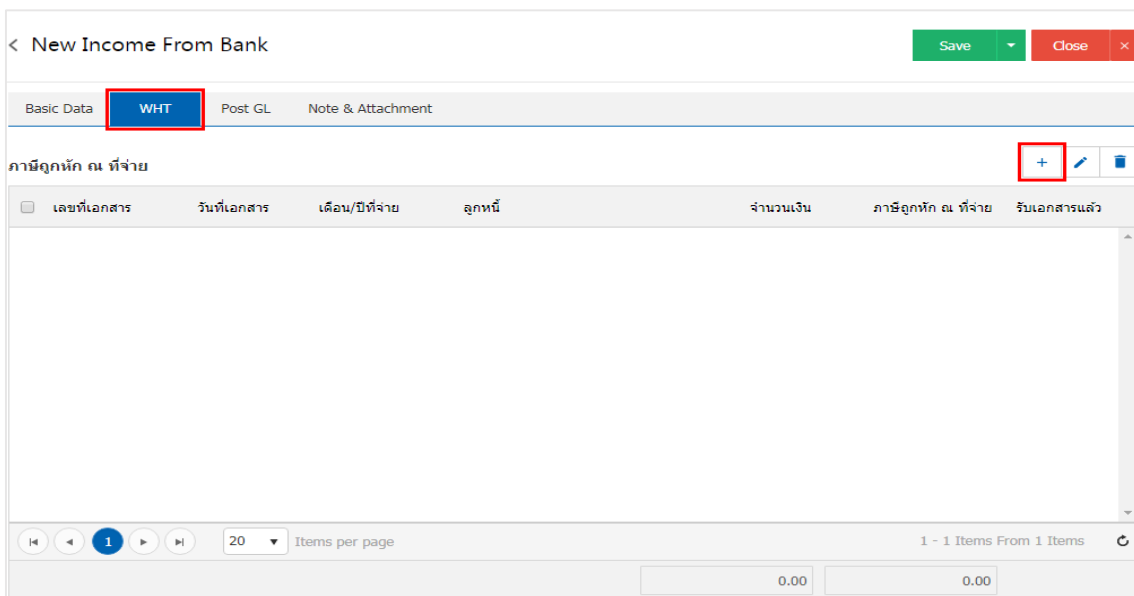 New Income From Bank Save Close
Basic Data WHT Post GL Note & Attachment
ภาษีถูกหัก ณ ที่จ่าย
เลขที่เอกสาร วันที่เอกสาร เดือน/ปีที่จ่าย ลูกหนี้ จำนวนเงิน ภาษีถูกหัก ณ ที่จ่าย รับเอกสารแล้ว
1 20 Items per page 1 - 1 Items From 1 Items
0.00 0.00